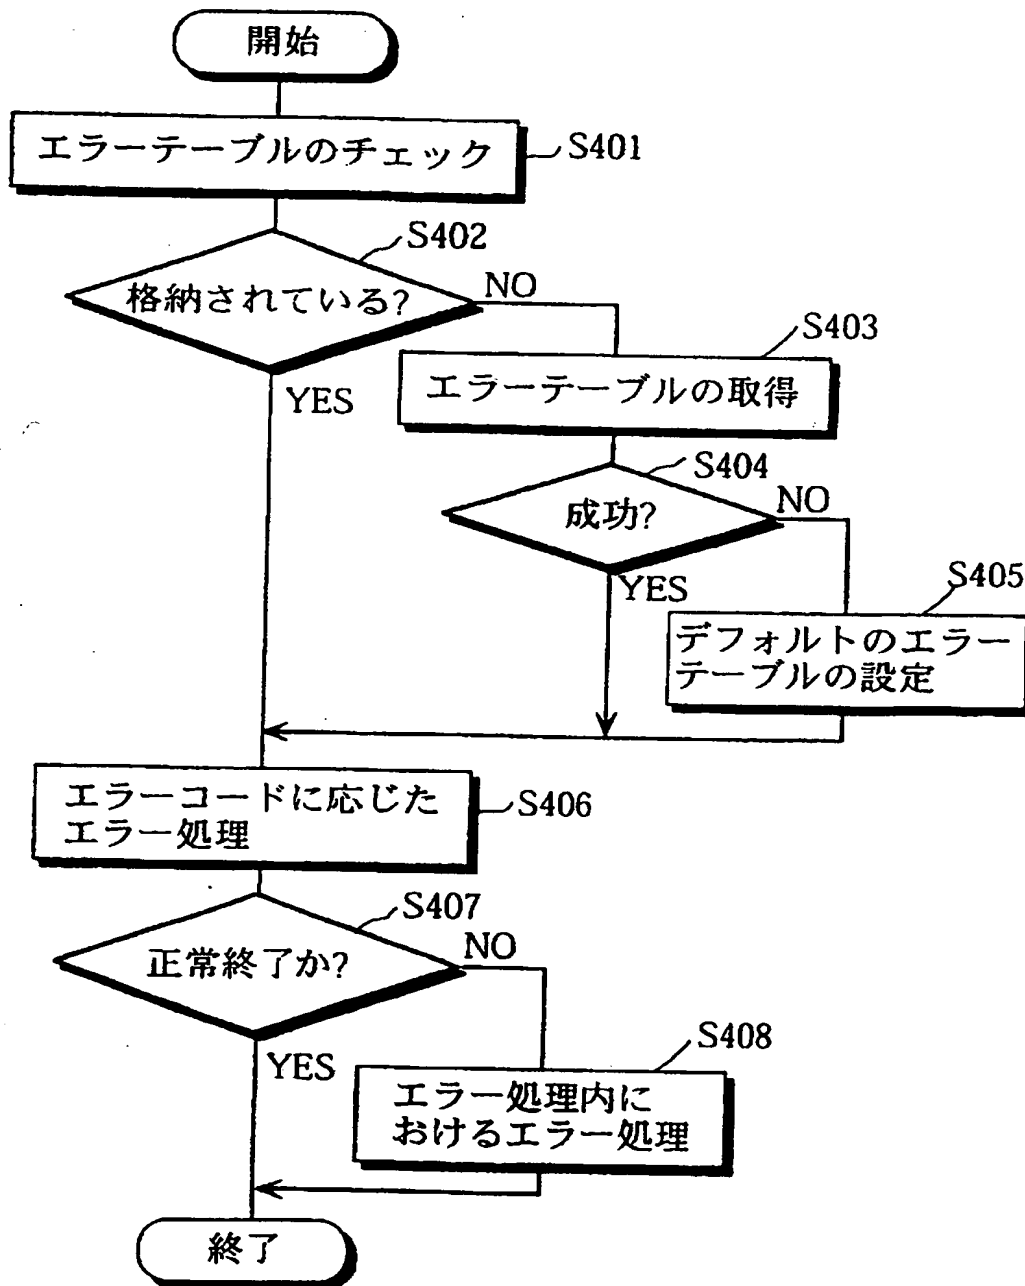 開始
エラーテーブルのチェック
S401
S402
格納されている?
NO
YES
S403
エラーテーブルの取得
S404
成功?
NO
YES
S405
デフォルトのエラー
テーブルの設定
エラーコードに応じた
エラー処理
S406
S407
正常終了か?
NO
YES
S408
エラー処理内に
おけるエラー処理
終了